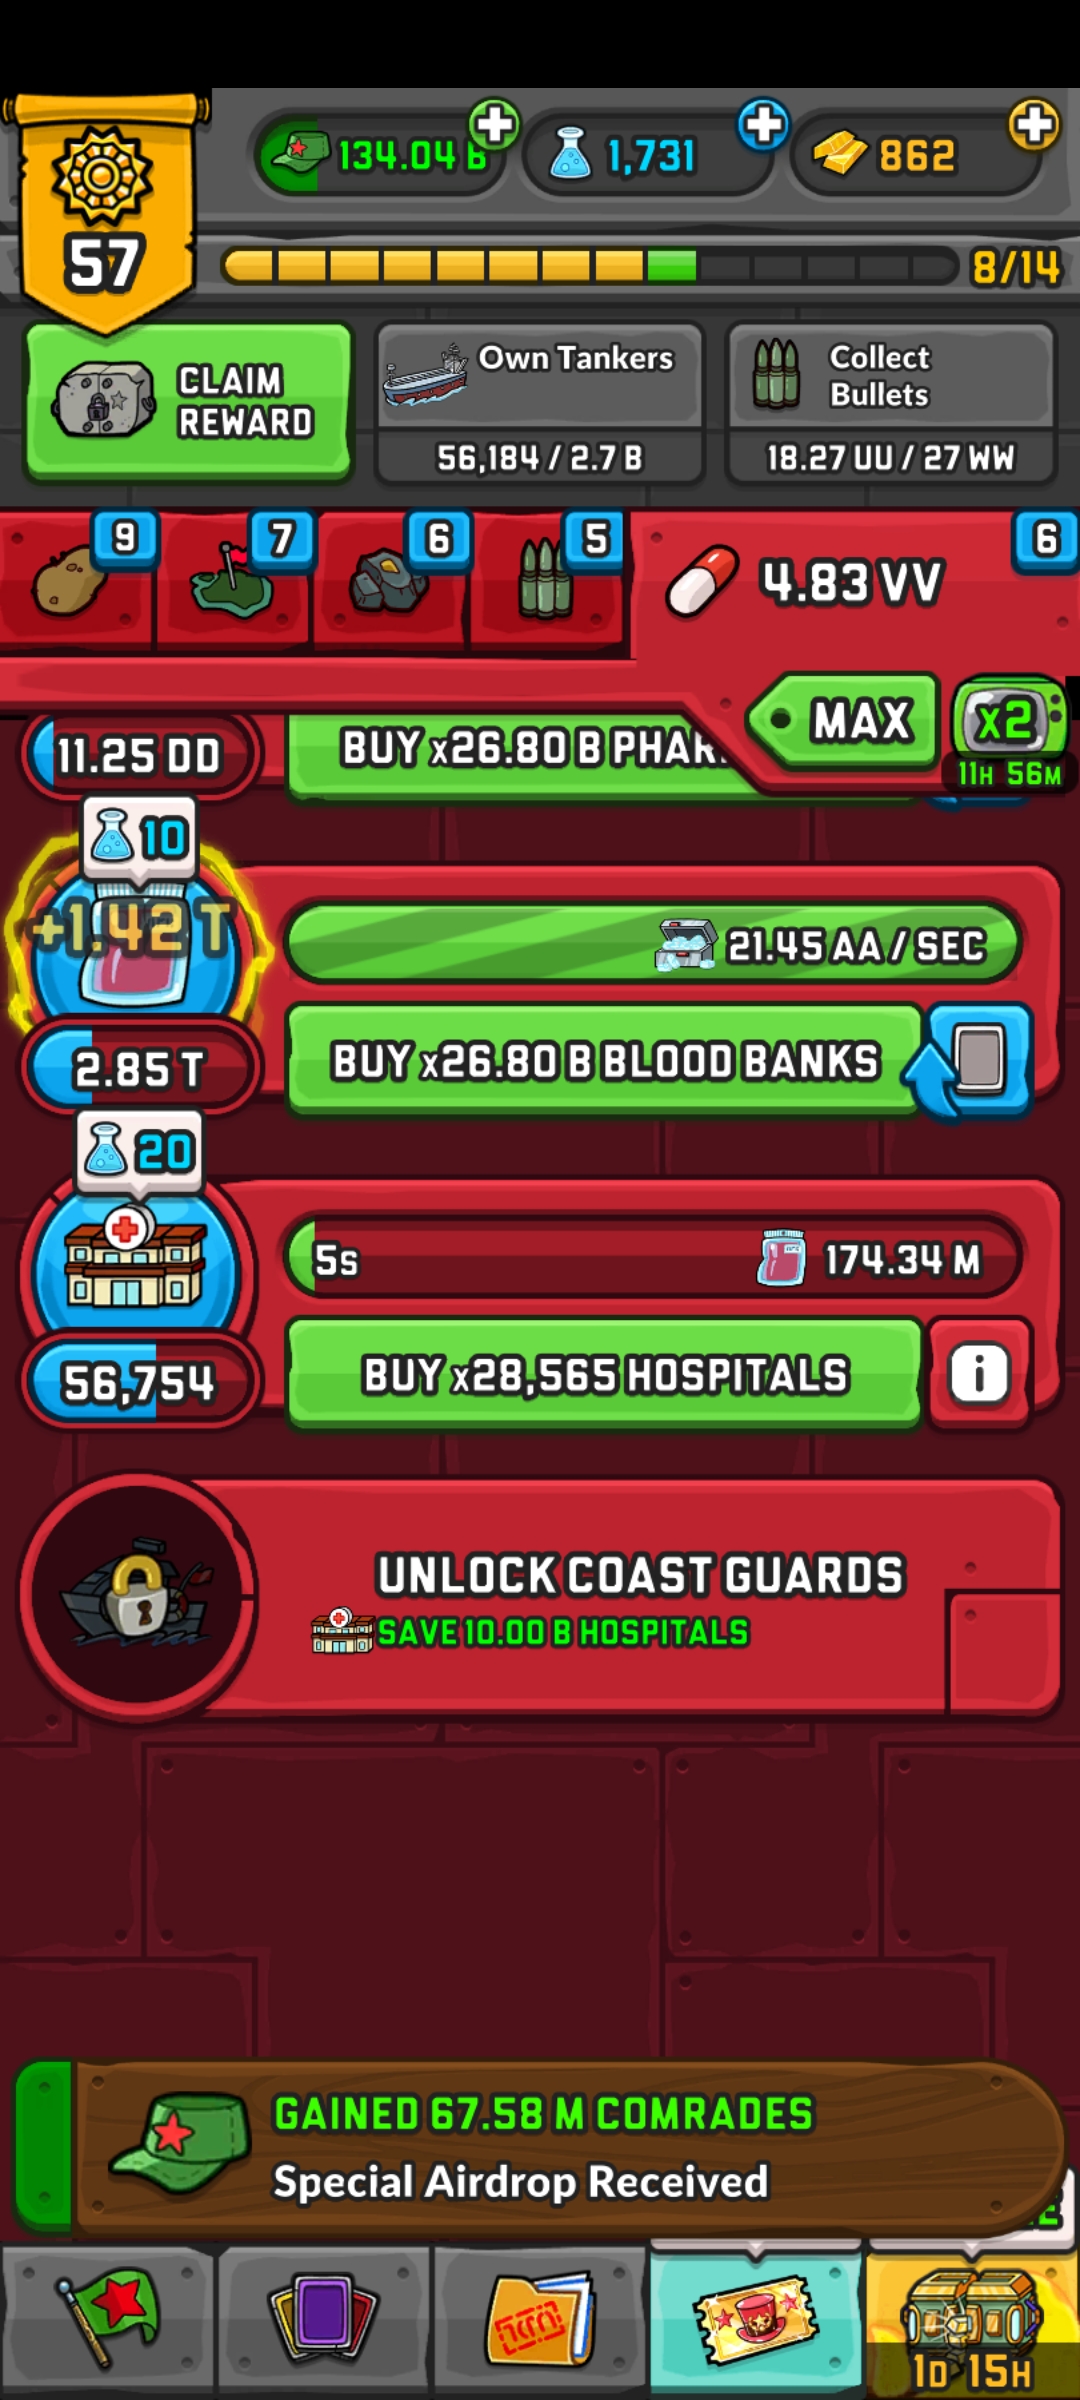 134.04 B
1,731
862
57
8/14
CLAIM
REWARD
Own Tankers
56,184 / 2.7 B
Collect
Bullets
18.27 UU / 27 WW
9
7
6
5
4.83 VV
6
MAX
x2
11H 56M
11.25 DD
BUY x26.80 B PHAR
10
+1.42 T
21.45 AA / SEC
2.85 T
BUY x26.80 B BLOOD BANKS
20
5s
174.34 M
56,754
BUY x28,565 HOSPITALS
i
UNLOCK COAST GUARDS
SAVE 10.00 B HOSPITALS
GAINED 67.58 M COMRADES
Special Airdrop Received
1D 15H